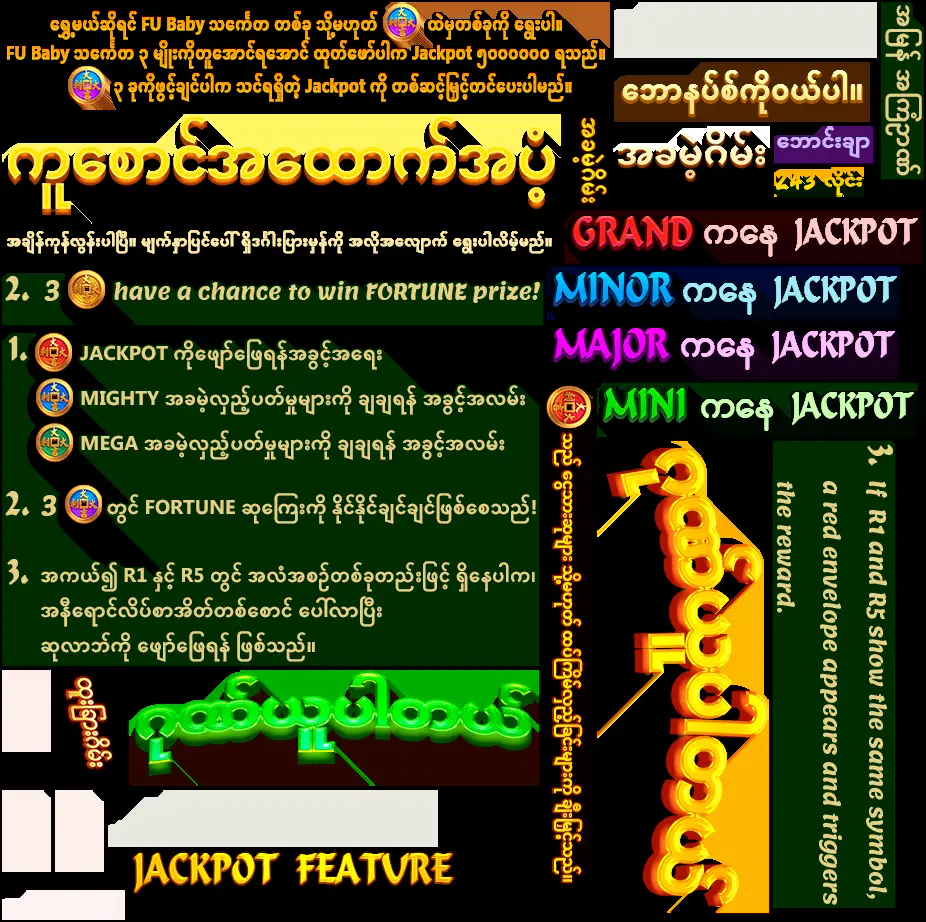 ရွှေ့မယ်ဆိုရင် FU Baby သင်္ကေတ တစ်ခု သို့မဟုတ် ထဲမှတစ်ခုကို ရွေးပါ။
FU Baby သင်္ကေတ ၃ မျိုးကိုတူအောင်ရအောင် ထုတ်ဖော်ပါက Jackpot ၅၀၀၀၀၀၀ ရသည်။
၃ ခုကိုဖွင့်ချင်ပါက သင်ရရှိတဲ့ Jackpot ကို တစ်ဆင့်မြှင့်တင်ပေးပါမည်။
ဘောနပ်စ်ကိုဝယ်ပါ။
ကူစောင်အထောက်အပံ့
အခမဲ့ဂိမ်း
ဘောင်းချာ
243 လိုင်း
အချိန်ကုန်လွန်းပါပြီ။ မျက်နှာပြင်ပေါ် ရှိဒင်္ဂါးပြားမှန်ကို အလိုအလျောက် ရွေးပါလိမ့်မည်။
GRAND ကနေ JACKPOT
MINOR ကနေ JACKPOT
MAJOR ကနေ JACKPOT
MINI ကနေ JACKPOT
2. 3 have a chance to win FORTUNE prize!
1. JACKPOT ကိုဖျော်ဖြေရန်အခွင့်အရေး
MIGHTY အခမဲ့လှည့်ပတ်မှုများကို ချချရန် အခွင့်အလမ်း
MEGA အခမဲ့လှည့်ပတ်မှုများကို ချချရန် အခွင့်အလမ်း
2. 3 တွင် FORTUNE ဆုကြေးကို နိုင်နိုင်ချင်ချင်ဖြစ်စေသည်!
3. အကယ်၍ R1 နှင့် R5 တွင် အလံအစဉ်တစ်ခုတည်းဖြင့် ရှိနေပါက၊
အနီရောင်လိပ်စာအိတ်တစ်စောင် ပေါ်လာပြီး
ဆုလာဘ်ကို ဖျော်ဖြေရန် ဖြစ်သည်။
3. If R1 and R5 show the same symbol,
a red envelope appears and triggers
the reward.
ဂုဏ်ယူပါတယ်
ဂုဏ်ယူပါတယ်
JACKPOT FEATURE